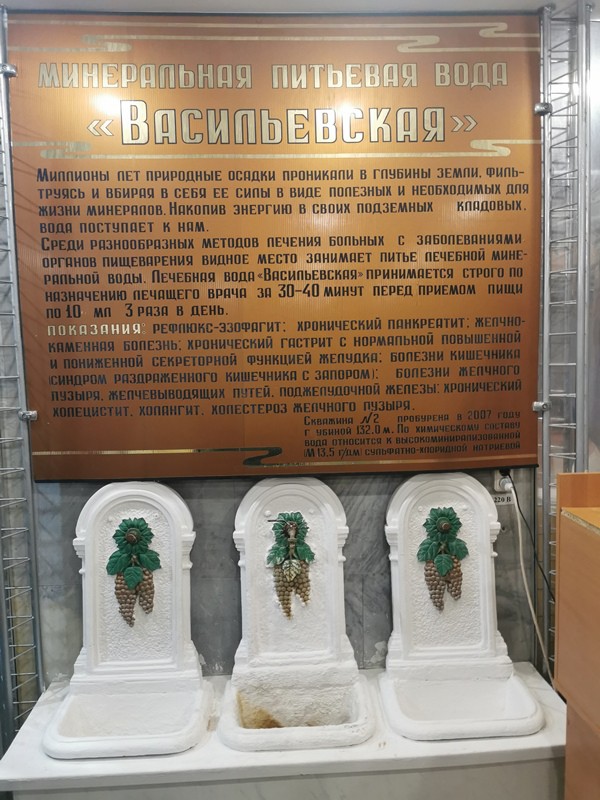 МИНЕРАЛЬНАЯ ПИТЬЕВАЯ ВОДА
«ВАСИЛЬЕВСКАЯ»
МИЛЛИОНЫ ЛЕТ ПРИРОДНЫЕ ОСАДКИ ПРОНИКАЛИ В ГЛУБИНЫ ЗЕМЛИ, ФИЛЬ-
ТРУЯСЬ И ВБИРАЯ В СЕБЯ ЕЕ СИЛЫ В ВИДЕ ПОЛЕЗНЫХ И НЕОБХОДИМЫХ ДЛЯ
ЖИЗНИ МИНЕРАЛОВ. НАКОПИВ ЭНЕРГИЮ В СВОИХ ПОДЗЕМНЫХ КЛАДОВЫХ,
ВОДА ПОСТУПАЕТ К НАМ.
СРЕДИ РАЗНООБРАЗНЫХ МЕТОДОВ ЛЕЧЕНИЯ БОЛЬНЫХ С ЗАБОЛЕВАНИЯМИ
ОРГАНОВ ПИЩЕВАРЕНИЯ ВИДНОЕ МЕСТО ЗАНИМАЕТ ПИТЬЕ ЛЕЧЕБНОЙ МИНЕ-
РАЛЬНОЙ ВОДЫ. ЛЕЧЕБНАЯ ВОДА «ВАСИЛЬЕВСКАЯ» ПРИНИМАЕТСЯ СТРОГО ПО
НАЗНАЧЕНИЮ ЛЕЧАЩЕГО ВРАЧА ЗА 30-40 МИНУТ ПЕРЕД ПРИЕМОМ ПИЩИ
ПО 10 МЛ 3 РАЗА В ДЕНЬ.
ПОКАЗАНИЯ: РЕФЛЮКС-ЭЗОФАГИТ; ХРОНИЧЕСКИЙ ПАНКРЕАТИТ; ЖЕЛЧНО-
КАМЕННАЯ БОЛЕЗНЬ; ХРОНИЧЕСКИЙ ГАСТРИТ С НОРМАЛЬНОЙ ПОВЫШЕННОЙ
И ПОНИЖЕННОЙ СЕКРЕТОРНОЙ ФУНКЦИЕЙ ЖЕЛУДКА; БОЛЕЗНИ КИШЕЧНИКА
(СИНДРОМ РАЗДРАЖЕННОГО КИШЕЧНИКА С ЗАПОРОМ); БОЛЕЗНИ ЖЕЛЧНОГО
ПУЗЫРЯ, ЖЕЛЧЕВЫВОДЯЩИХ ПУТЕЙ, ПОДЖЕЛУДОЧНОЙ ЖЕЛЕЗЫ; ХРОНИЧЕСКИЙ
ХОЛЕЦИСТИТ, ХОЛАНГИТ, ХОЛЕСТЕРОЗ ЖЕЛЧНОГО ПУЗЫРЯ.
СКВАЖИНА №2 ПРОБУРЕНА В 2007 ГОДУ
Г УБИНОЙ 132.0 М. ПО ХИМИЧЕСКОМУ СОСТАВУ
ВОДА ОТНОСИТСЯ К ВЫСОКОМИНЕРАЛИЗОВАННОЙ
(М 13,5 Г/ДМ) СУЛЬФАТНО-ХЛОРИДНОЙ НАТРИЕВОЙ
220 В